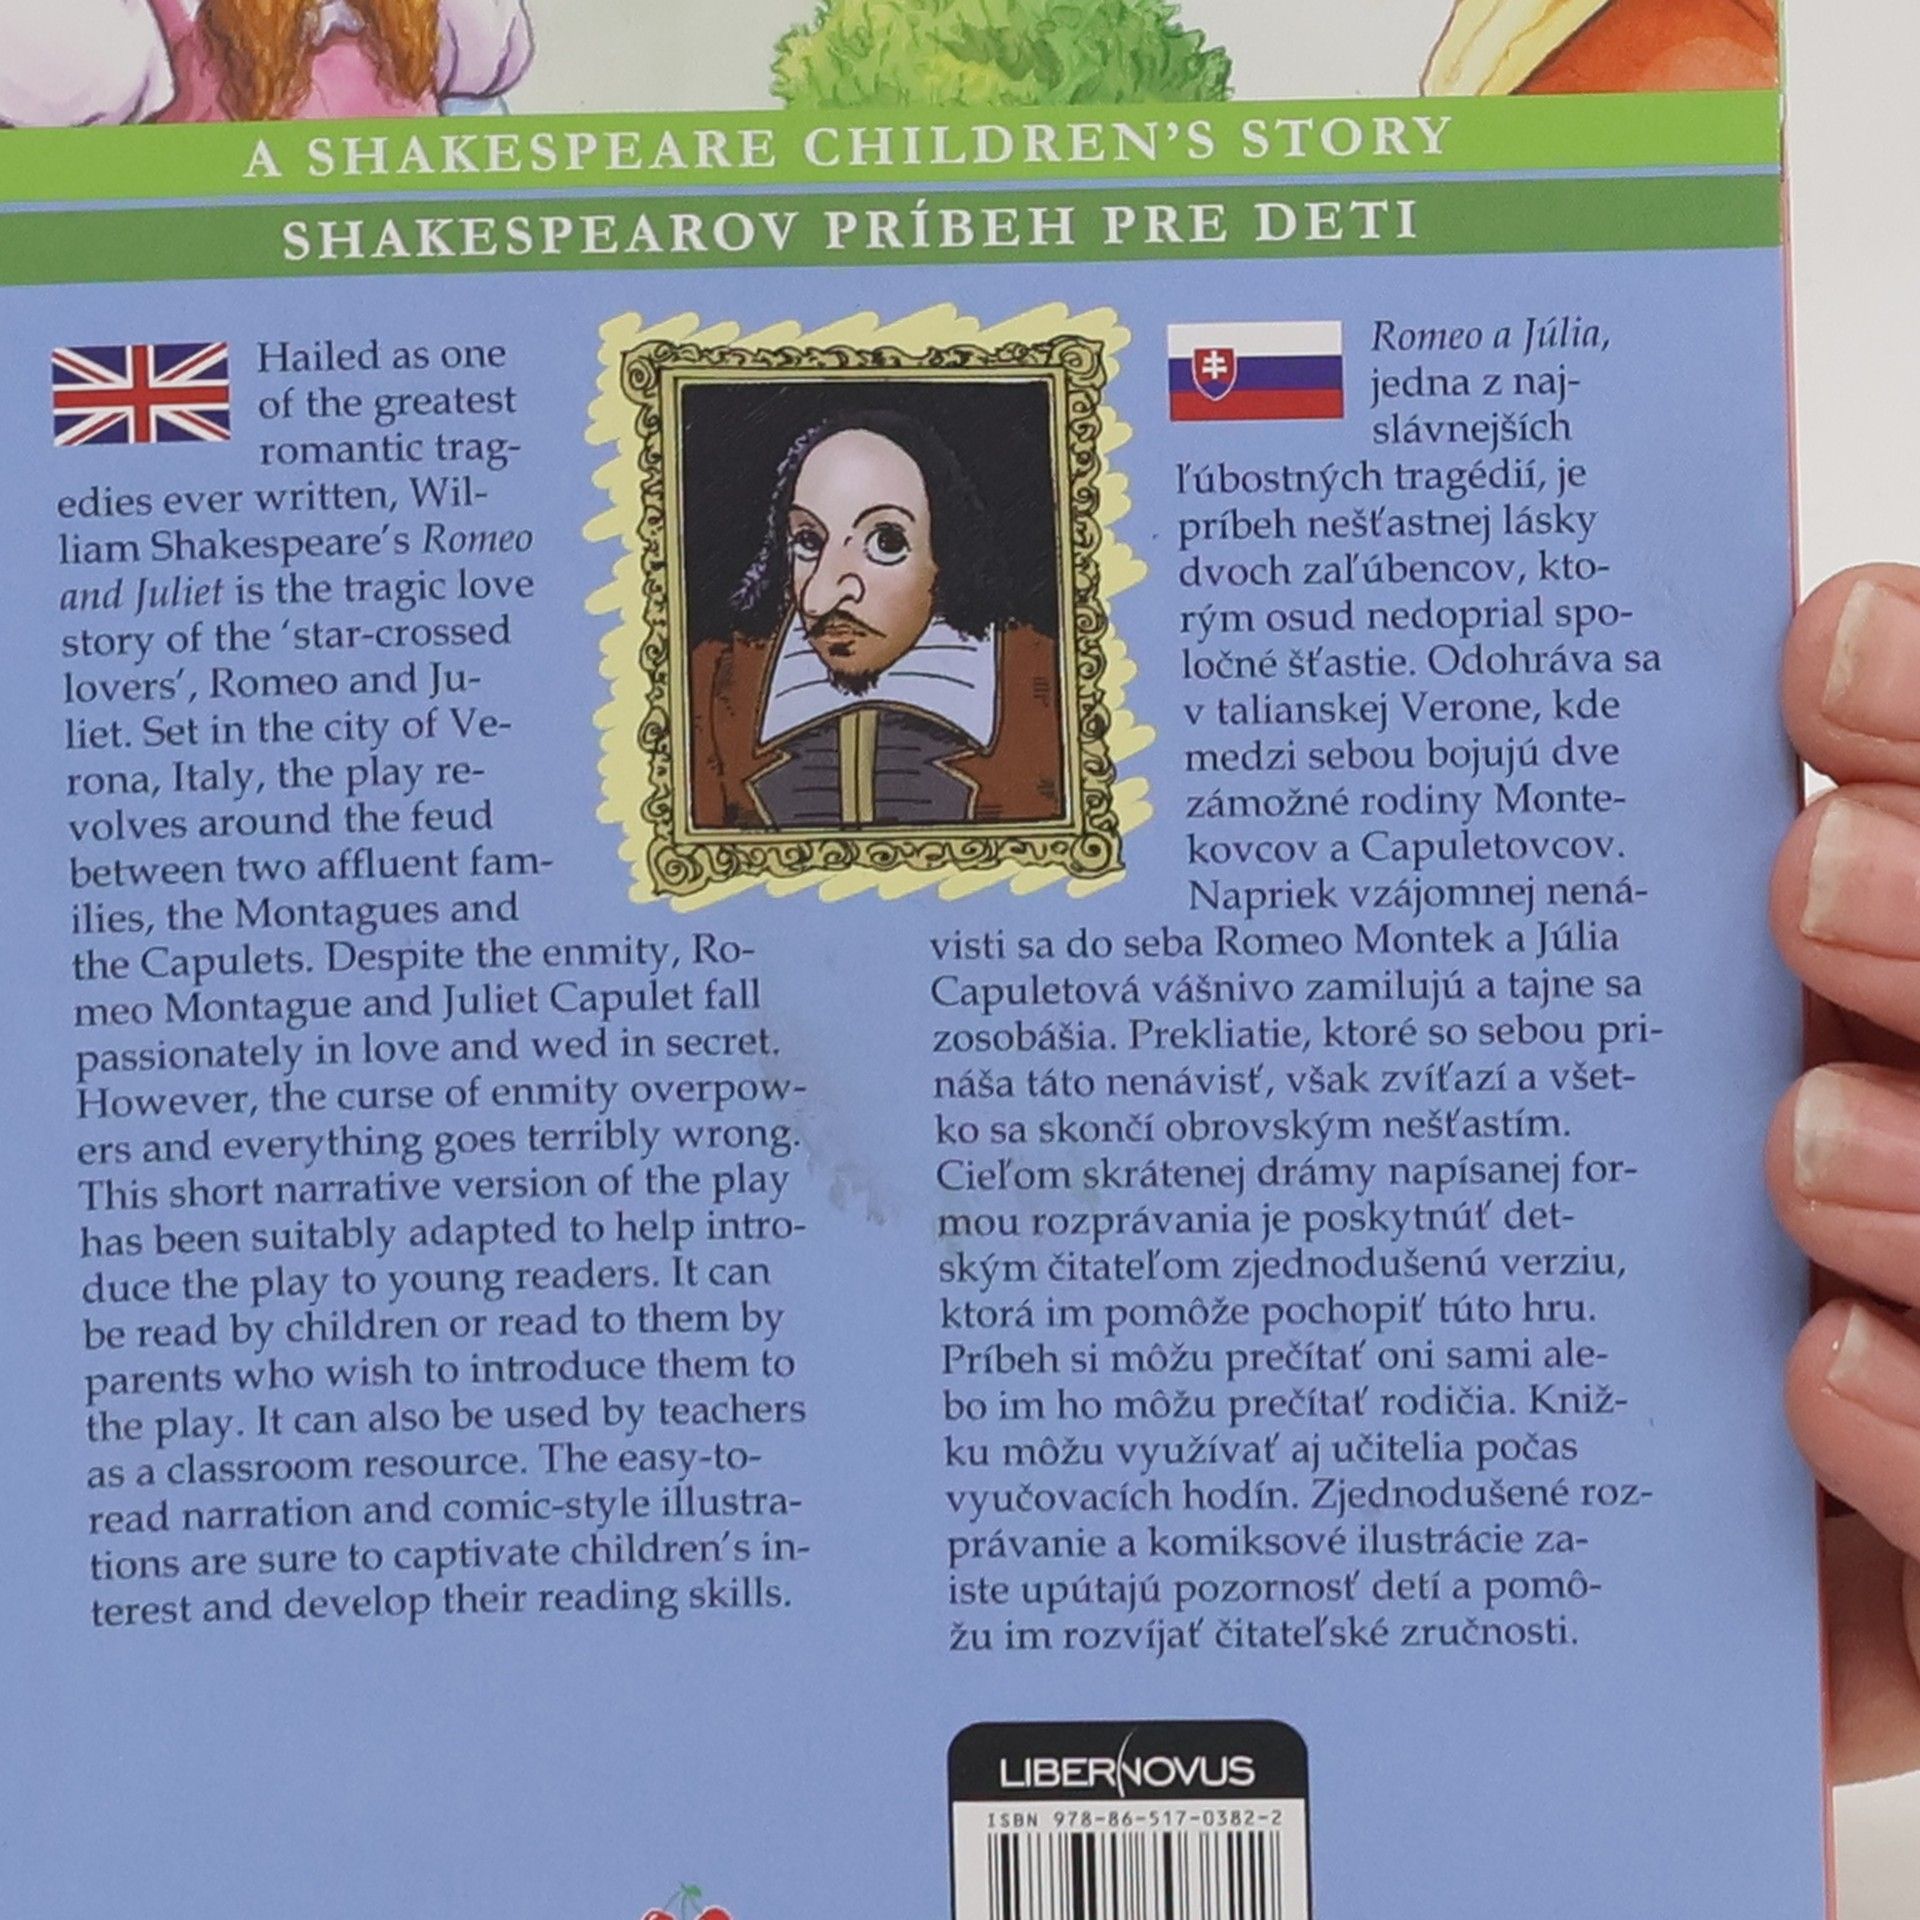 A SHAKESPEARE CHILDREN'S STORY
SHAKESPEAROV PRÍBEH PRE DETI
Hailed as one
of the greatest
romantic trag-
edies ever written, Wil-
liam Shakespeare's Romeo
and Juliet is the tragic love
story of the 'star-crossed
lovers', Romeo and Ju-
liet. Set in the city of Ve-
rona, Italy, the play re-
volves around the feud
between two affluent fam-
ilies, the Montagues and
the Capulets. Despite the enmity, Ro-
meo Montague and Juliet Capulet fall
passionately in love and wed in secret.
However, the curse of enmity overpow-
ers and everything goes terribly wrong.
This short narrative version of the play
has been suitably adapted to help intro-
duce the play to young readers. It can
be read by children or read to them by
parents who wish to introduce them to
the play. It can also be used by teachers
as a classroom resource. The easy-to-
read narration and comic-style illustra-
tions are sure to captivate children's in-
terest and develop their reading skills.
Romeo a Júlia,
jedna z naj-
slávnejších
ľúbostných tragédií, je
príbeh nešťastnej lásky
dvoch zaľúbencov, kto-
rým osud nedoprial spo-
ločné šťastie. Odohráva sa
v talianskej Verone, kde
medzi sebou bojujú dve
zámožné rodiny Monte-
kovcov a Capuletovcov.
Napriek vzájomnej nená-
visti sa do seba Romeo Montek a Júlia
Capuletová vášnivo zamilujú a tajne sa
zosobášia. Prekliatie, ktoré so sebou pri-
náša táto nenávisť, však zvíťazí a všet-
ko sa skončí obrovským nešťastím.
Cieľom skrátenej drámy napísanej for-
mou rozprávania je poskytnúť det-
ským čitateľom zjednodušenú verziu,
ktorá im pomôže pochopiť túto hru.
Príbeh si môžu prečítať oni sami ale-
bo im ho môžu prečítať rodičia. Kniž-
ku môžu využívať aj učitelia počas
vyučovacích hodín. Zjednodušené roz-
právanie a komiksové ilustrácie za-
iste upútajú pozornosť detí a pomô-
žu im rozvíjať čitateľské zručnosti.
LIBERNOVUS
ISBN 978-86-517-0382-2